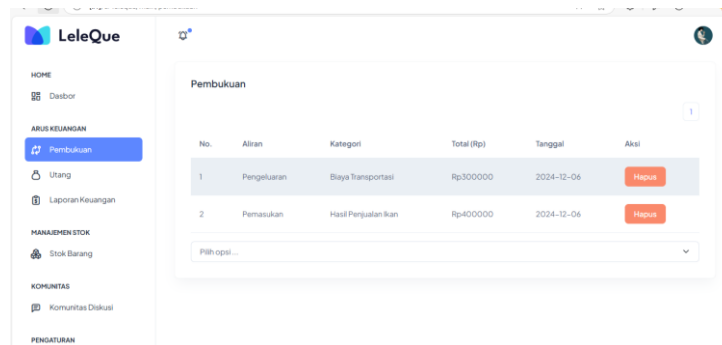 LeleQue
HOME
Dasbor
ARUS KEUANGAN
Pembukuan
Utang
Laporan Keuangan
MANAJEMEN STOK
Stok Barang
KOMUNITAS
Komunitas Diskusi
PENGATURAN
Pembukuan
1
No. Aliran Kategori Total (Rp) Tanggal Aksi
1 Pengeluaran Biaya Transportasi Rp300000 2024-12-06 Hapus
2 Pemasukan Hasil Penjualan Ikan Rp400000 2024-12-06 Hapus
Pilih opsi ...